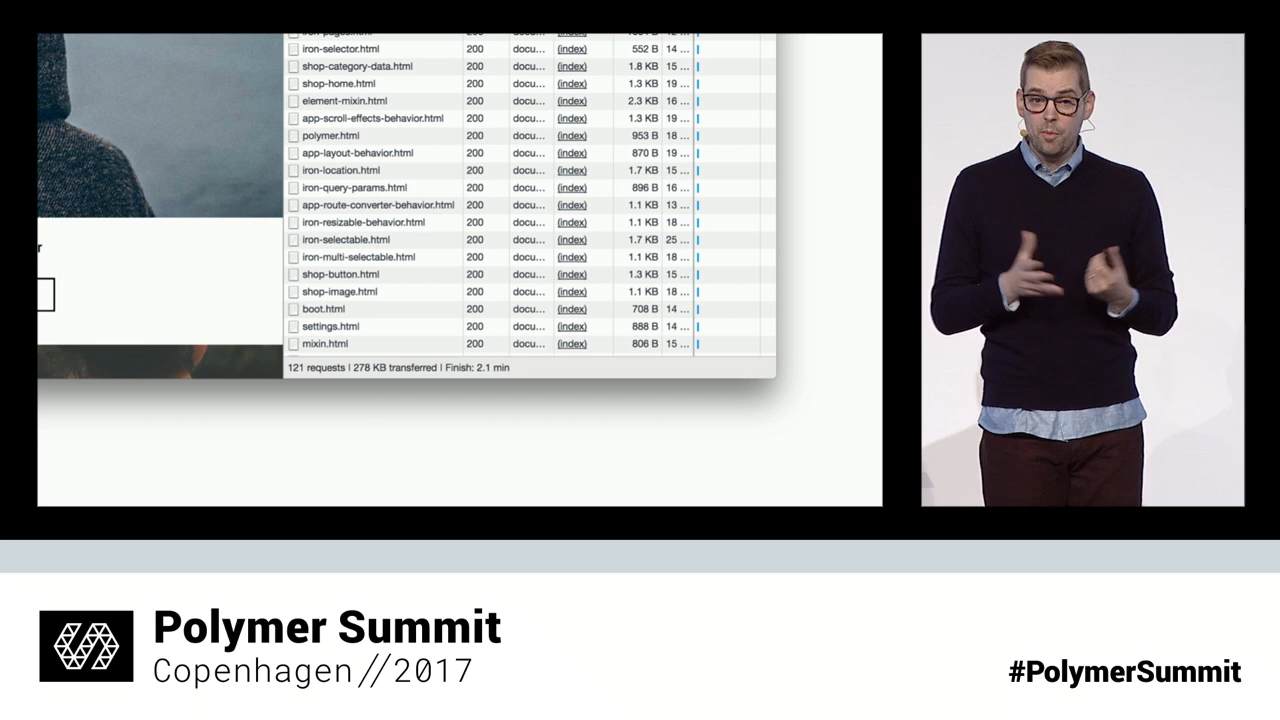 iron-selector.html 200 docu... (index) 552 B 14 ...
shop-category-data.html 200 docu... (index) 1.8 KB 15 ...
shop-home.html 200 docu... (index) 1.3 KB 19 ...
element-mixin.html 200 docu... (index) 2.3 KB 16 ...
app-scroll-effects-behavior.html 200 docu... (index) 1.3 KB 19 ...
polymer.html 200 docu... (index) 953 B 18 ...
app-layout-behavior.html 200 docu... (index) 870 B 19 ...
iron-location.html 200 docu... (index) 1.7 KB 15 ...
iron-query-params.html 200 docu... (index) 896 B 16 ...
app-route-converter-behavior.html 200 docu... (index) 1.1 KB 13 ...
iron-resizable-behavior.html 200 docu... (index) 1.1 KB 18 ...
iron-selectable.html 200 docu... (index) 1.7 KB 25 ...
iron-multi-selectable.html 200 docu... (index) 1.1 KB 18 ...
shop-button.html 200 docu... (index) 1.3 KB 15 ...
shop-image.html 200 docu... (index) 1.1 KB 18 ...
boot.html 200 docu... (index) 708 B 14 ...
settings.html 200 docu... (index) 888 B 14 ...
mixin.html 200 docu... (index) 806 B 15 ...
121 requests | 278 KB transferred | Finish: 2.1 min
r
Polymer Summit
Copenhagen // 2017
#PolymerSummit